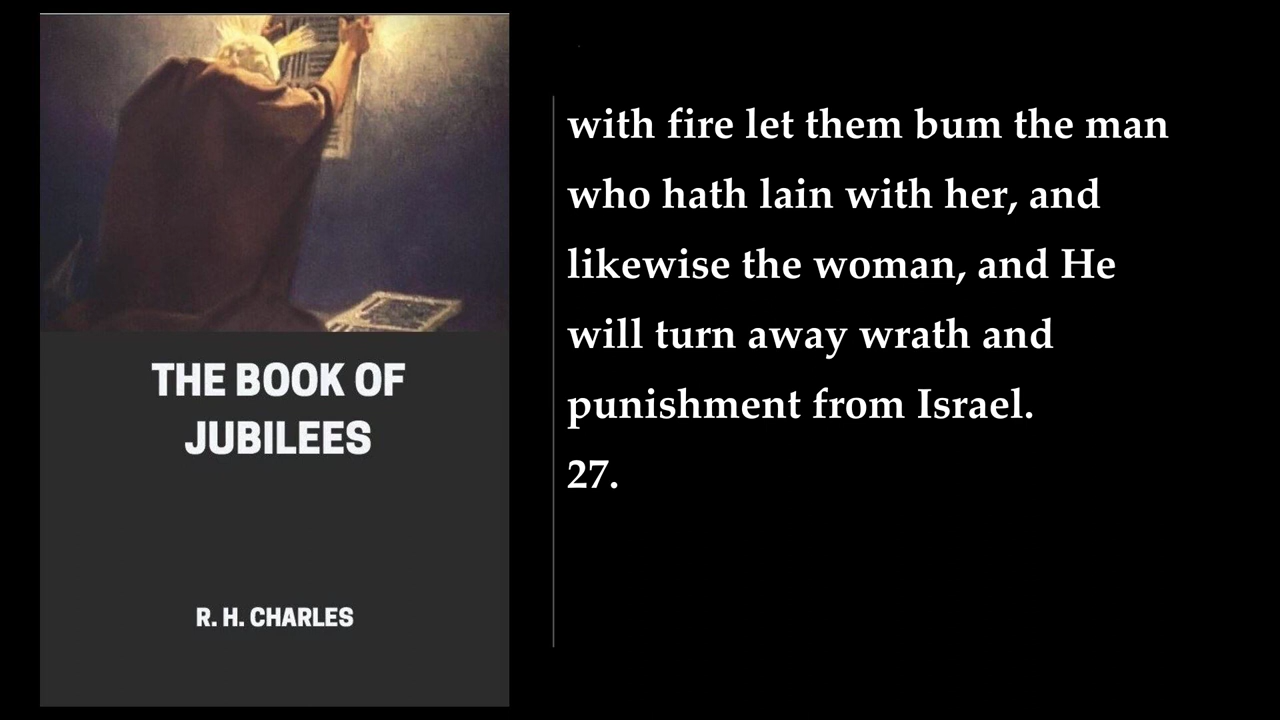 THE BOOK OF
JUBILEES
R. H. CHARLES
with fire let them bum the man
who hath lain with her, and
likewise the woman, and He
will turn away wrath and
punishment from Israel.
27.